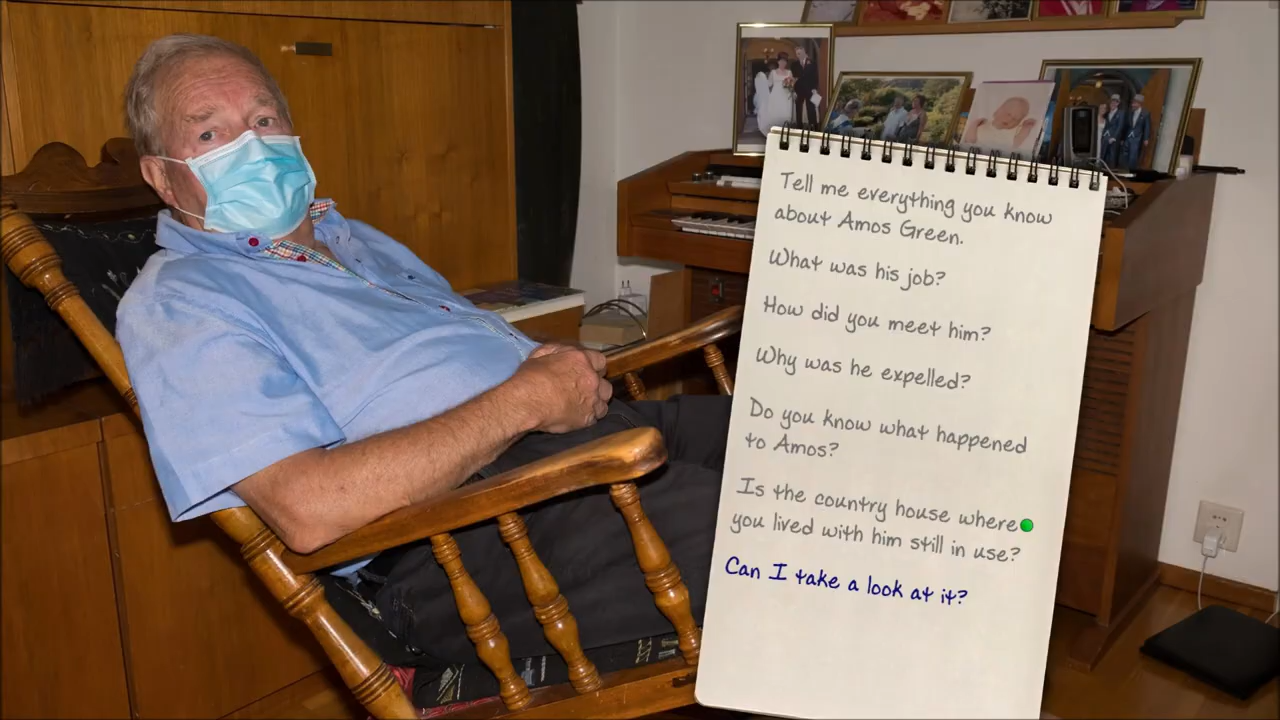 Tell me everything you know
about Amos Green.
What was his job?
How did you meet him?
Why was he expelled?
Do you know what happened
to Amos?
Is the country house where
you lived with him still in use?
Can I take a look at it?